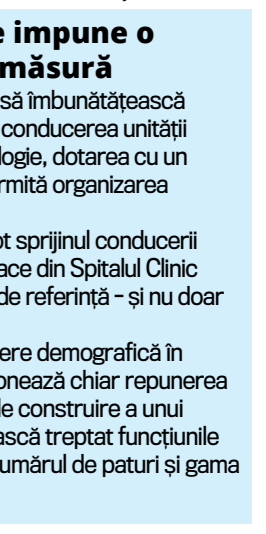 impune o
măsură
să îmbunătățească
conducerea unității
logie, dotarea cu un
rmită organizarea
ot sprijinul conducerii
ace din Spitalul Clinic
de referință – și nu doar
ere demografică în
onează chiar repunerea
de construire a unui
ască treptat funcțiunile
umărul de paturi și gama